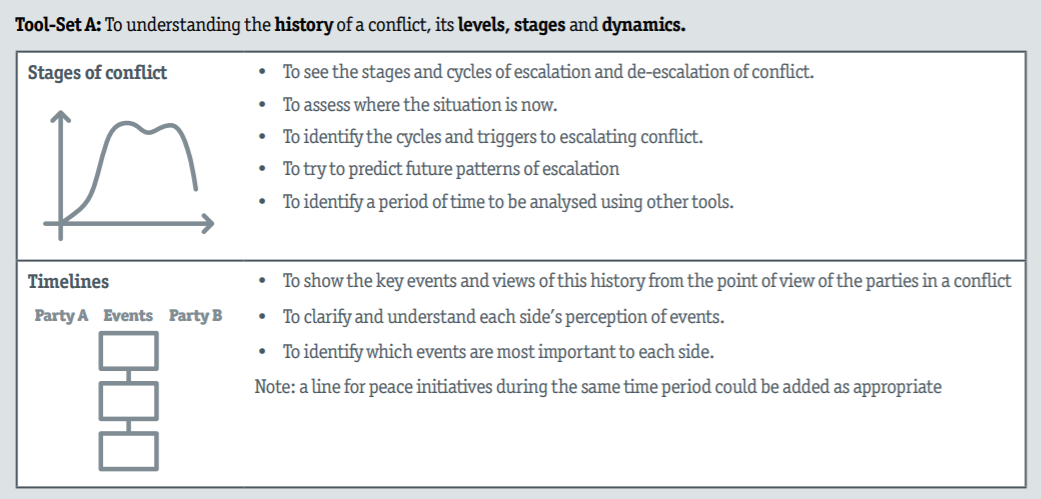 Tool-Set A: To understanding the history of a conflict, its levels, stages and dynamics.
Stages of conflict
• To see the stages and cycles of escalation and de-escalation of conflict.
• To assess where the situation is now.
• To identify the cycles and triggers to escalating conflict.
• To try to predict future patterns of escalation
• To identify a period of time to be analysed using other tools.
Timelines
Party A Events Party B
• To show the key events and views of this history from the point of view of the parties in a conflict
• To clarify and understand each side's perception of events.
• To identify which events are most important to each side.
Note: a line for peace initiatives during the same time period could be added as appropriate